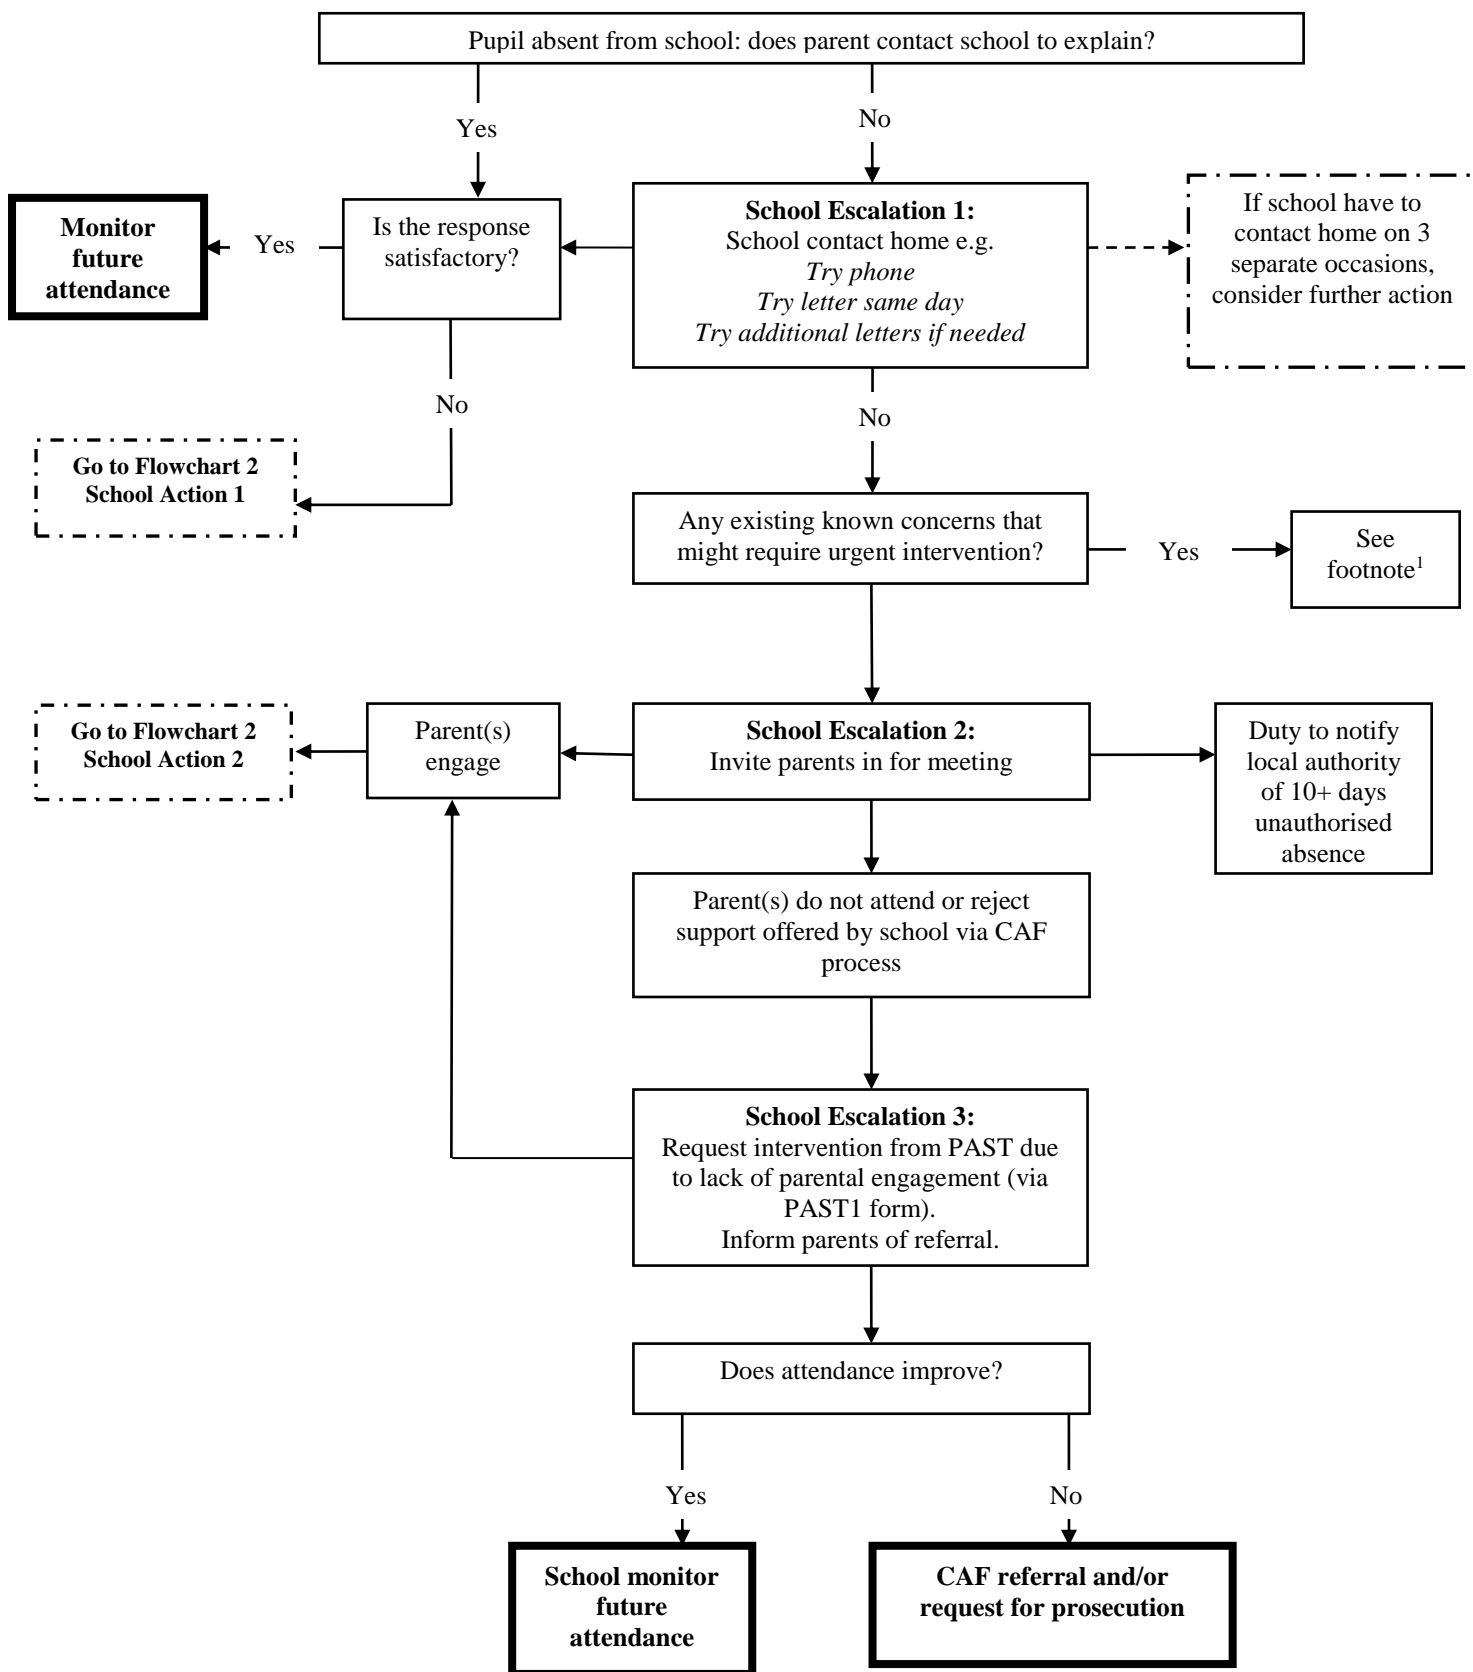 Pupil absent from school: does parent contact school to explain?
Yes
No
Monitor
future
attendance
Yes
Is the response
satisfactory?
School Escalation 1:
School contact home e.g.
Try phone
Try letter same day
Try additional letters if needed
If school have to
contact home on 3
separate occasions,
consider further action
No
No
Go to Flowchart 2
School Action 1
Any existing known concerns that
might require urgent intervention?
Yes
See
footnote¹
Go to Flowchart 2
School Action 2
Parent(s)
engage
School Escalation 2:
Invite parents in for meeting
Duty to notify
local authority
of 10+ days
unauthorised
absence
Parent(s) do not attend or reject
support offered by school via CAF
process
School Escalation 3:
Request intervention from PAST due
to lack of parental engagement (via
PAST1 form).
Inform parents of referral.
Does attendance improve?
Yes
No
School monitor
future
attendance
CAF referral and/or
request for prosecution